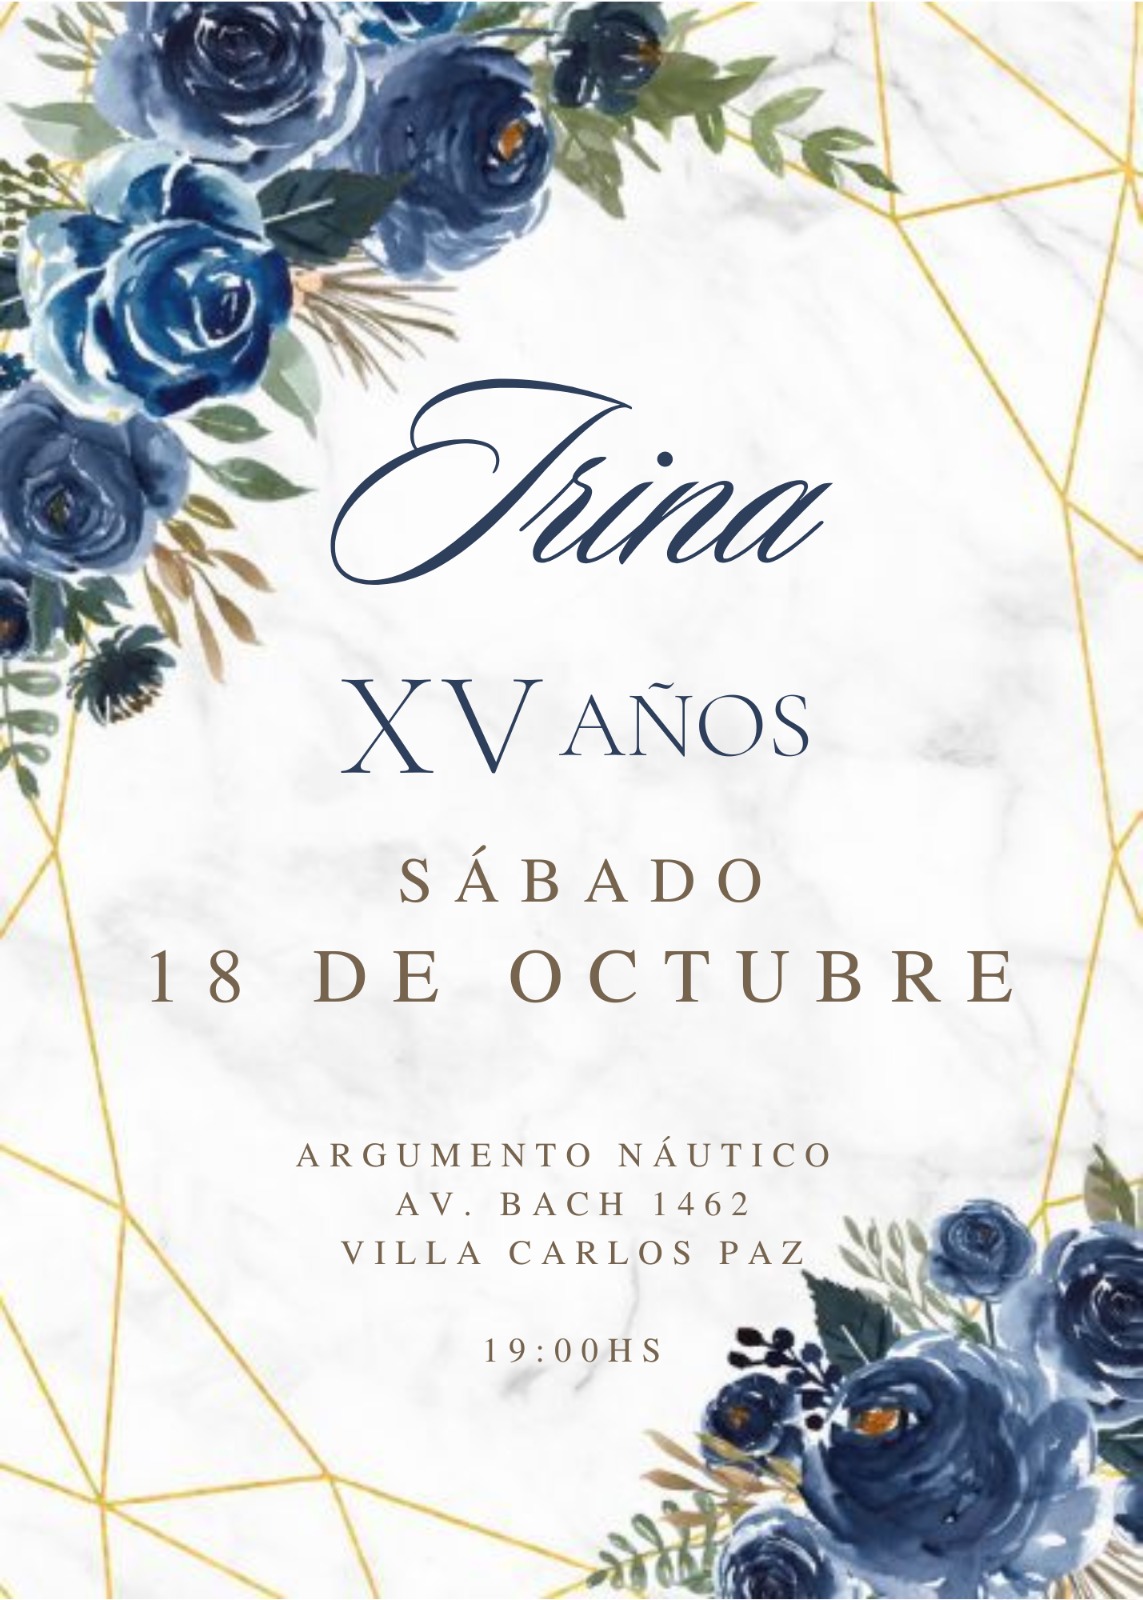 Irina
XV AÑOS
SÁBADO
18 DE OCTUBRE
ARGUMENTO NÁUTICO
AV. BACH 1462
VILLA CARLOS PAZ
19:00HS